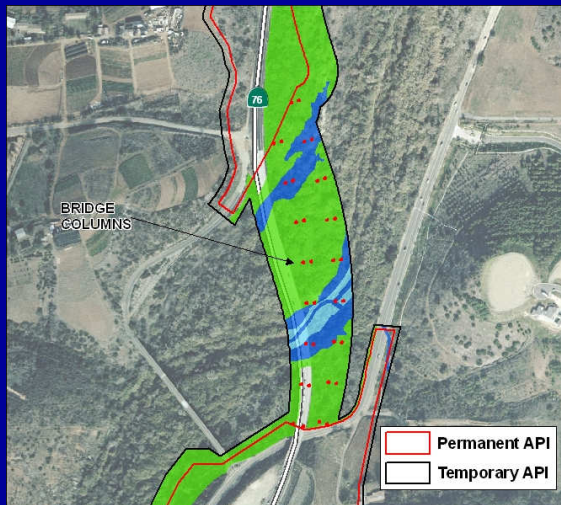 76
BRIDGE
COLUMNS
Permanent API
Temporary API